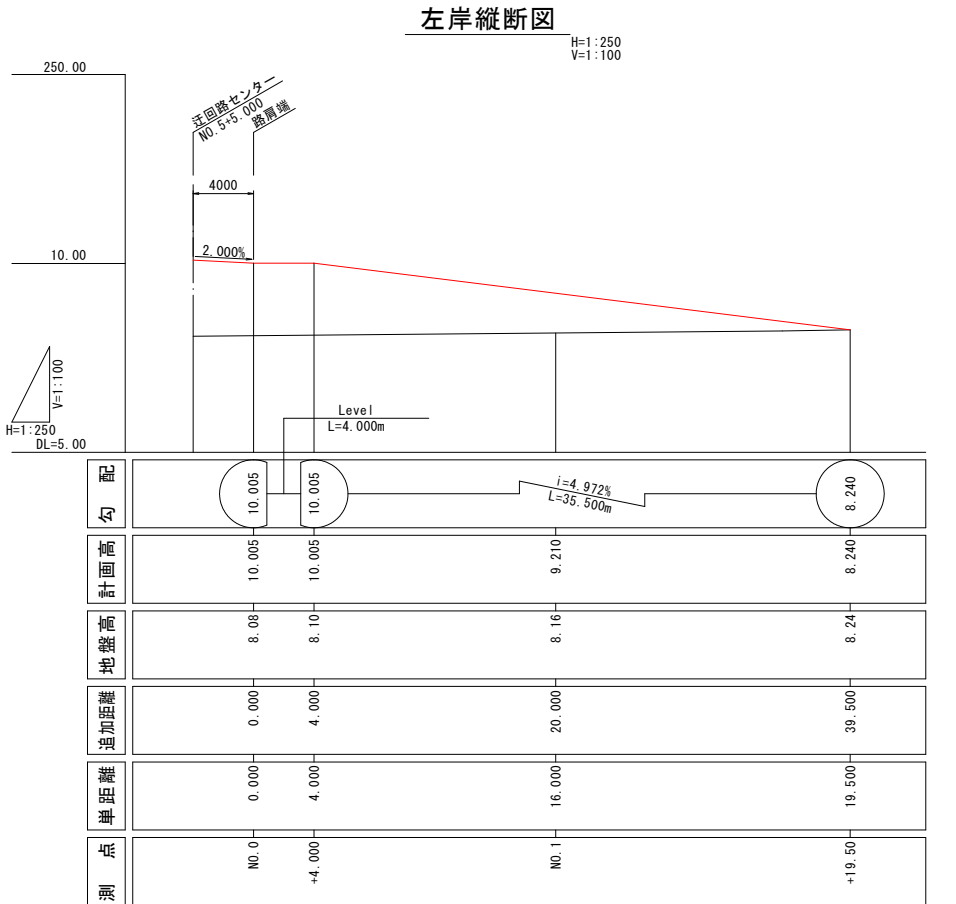 左岸縦断図
H=1:250
V=1:100
250.00
迂回路センター
NO.5+5.000
路肩端
4000
2.000%
10.00
V=1:100
H=1:250
DL=5.00
Level
L=4.000m
勾 配
10.005
10.005
i=4.972%
L=35.500m
8.240
計画高
10.005
10.005
9.210
8.240
地盤高
8.08
8.10
8.16
8.24
追加距離
0.000
4.000
20.000
39.500
単距離
0.000
4.000
16.000
19.500
測 点
NO.0
+4.000
NO.1
+19.50